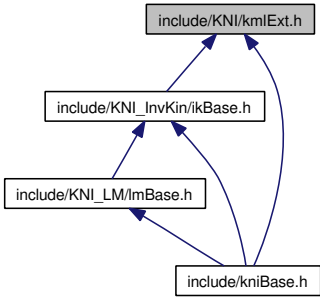 include/KNI/kmlExt.h
include/KNI_InvKin/ikBase.h
include/KNI_LM/lmBase.h
include/kniBase.h